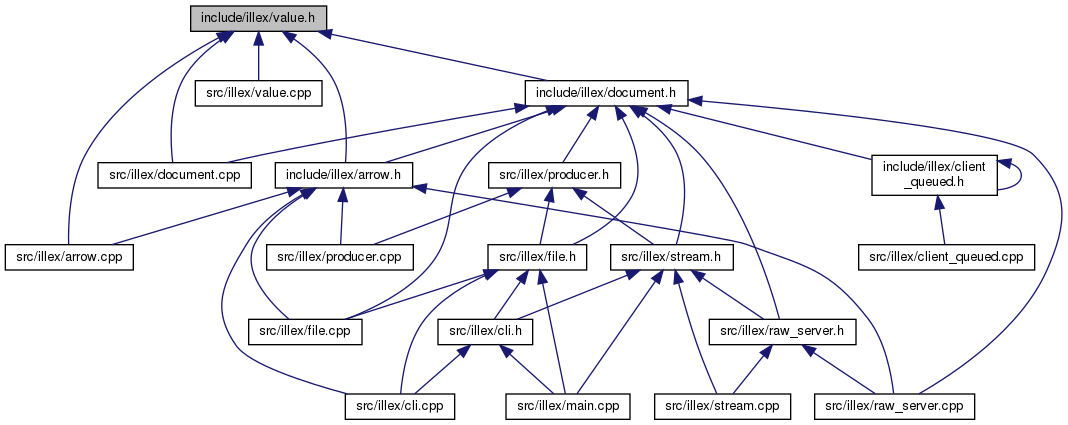 include/illex/value.h
src/illex/value.cpp
include/illex/document.h
src/illex/document.cpp
include/illex/arrow.h
src/illex/producer.h
include/illex/client
_queued.h
src/illex/arrow.cpp
src/illex/producer.cpp
src/illex/file.h
src/illex/stream.h
src/illex/client_queued.cpp
src/illex/file.cpp
src/illex/cli.h
src/illex/raw_server.h
src/illex/cli.cpp
src/illex/main.cpp
src/illex/stream.cpp
src/illex/raw_server.cpp